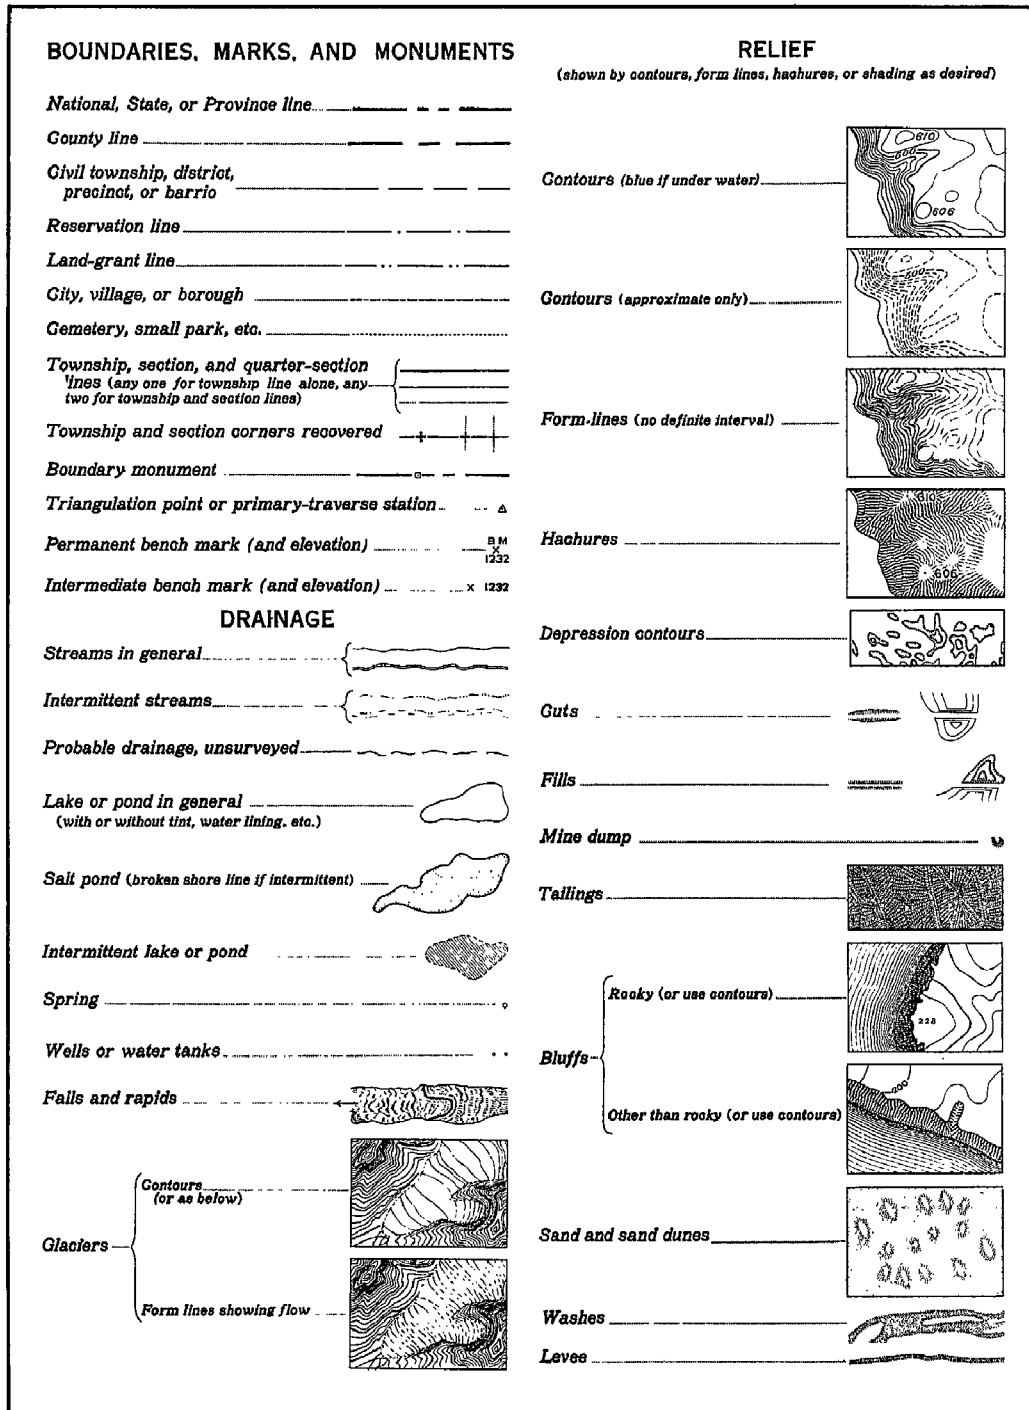 BOUNDARIES, MARKS, AND MONUMENTS
National, State, or Province line
County line
Civil township, district,
precinct, or barrio
Reservation line
Land-grant line
City, village, or borough
Cemetery, small park, etc.
Township, section, and quarter-section
lines (any one for township line alone, any
two for township and section lines)
Township and section corners recovered
Boundary monument
Triangulation point or primary-traverse station
Permanent bench mark (and elevation)
BM
X
1232
Intermediate bench mark (and elevation)
X 1232
DRAINAGE
Streams in general
Intermittent streams
Probable drainage, unsurveyed
Lake or pond in general
(with or without tint, water lining, etc.)
Salt pond (broken shore line if intermittent)
Intermittent lake or pond
Spring
Wells or water tanks
Falls and rapids
Glaciers
Contours
(or as below)
Form lines showing flow
RELIEF
(shown by contours, form lines, hachures, or shading as desired)
Contours (blue if under water)
610
600
606
Contours (approximate only)
600
Form-lines (no definite interval)
Hachures
610
606
Depression contours
Cuts
Fills
Mine dump
Tailings
Bluffs
Rocky (or use contours)
228
Other than rocky (or use contours)
200
Sand and sand dunes
Washes
Levee